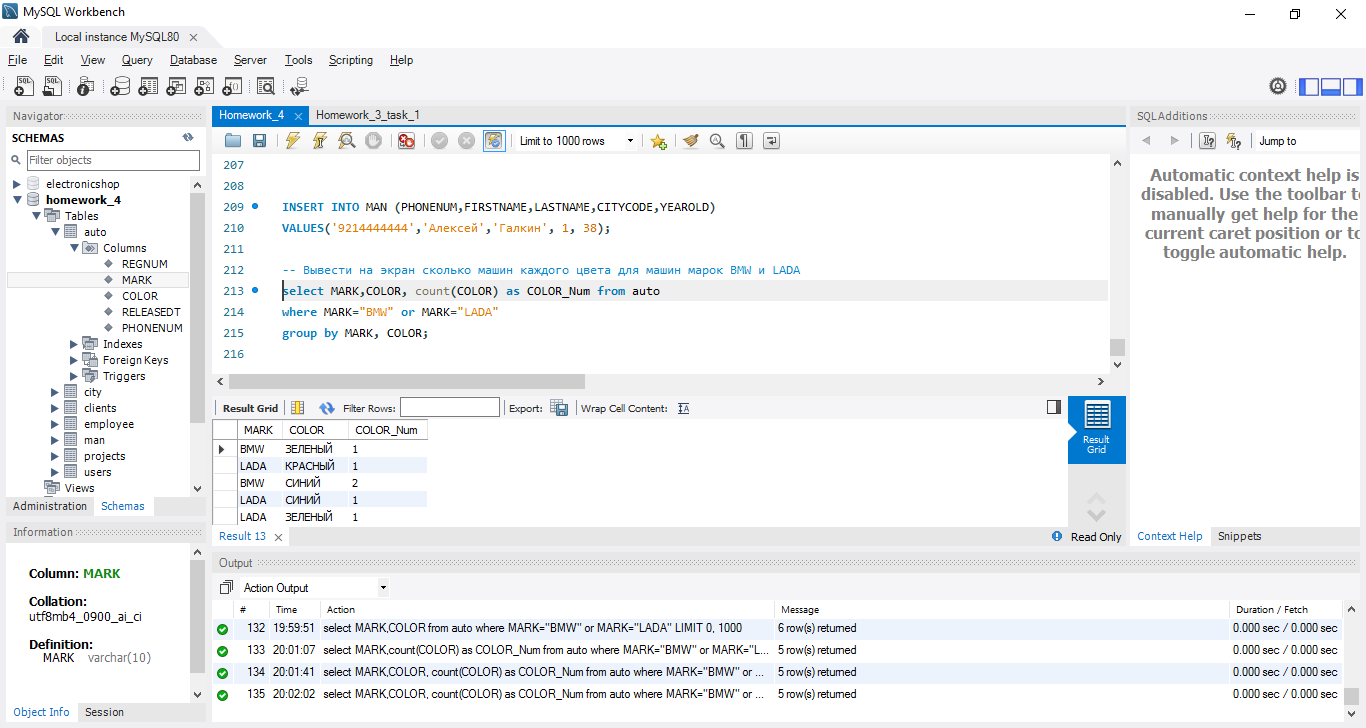 MySQL Workbench
Local instance MySQL80
File Edit View Query Database Server Tools Scripting Help
Navigator
SCHEMAS
Filter objects
electronicshop
homework_4
Tables
auto
Columns
REGNUM
MARK
COLOR
RELEASEDT
PHONENUM
Indexes
Foreign Keys
Triggers
city
clients
employee
man
projects
users
Views
Administration Schemas
Information
Column: MARK
Collation:
utf8mb4_0900_ai_ci
Definition:
MARK varchar(10)
Object Info Session
Homework_4 Homework_3_task_1
Limit to 1000 rows
207
208
209 INSERT INTO MAN (PHONENUM,FIRSTNAME,LASTNAME,CITYCODE,YEAROLD)
210 VALUES('9214444444','Алексей','Галкин', 1, 38);
211
212 -- Вывести на экран сколько машин каждого цвета для машин марок BMW и LADA
213 select MARK,COLOR, count(COLOR) as COLOR_Num from auto
214 where MARK="BMW" or MARK="LADA"
215 group by MARK, COLOR;
216
Result Grid Filter Rows: Export: Wrap Cell Content:
MARK COLOR COLOR_Num
BMW ЗЕЛЕНЫЙ 1
LADA КРАСНЫЙ 1
BMW СИНИЙ 2
LADA СИНИЙ 1
LADA ЗЕЛЕНЫЙ 1
Result
Grid
Result 13
Read Only
SQLAdditions
Jump to
Automatic context help is
disabled. Use the toolbar to
manually get help for the
current caret position or to
toggle automatic help.
Context Help Snippets
Output
Action Output
# Time Action Message Duration / Fetch
132 19:59:51 select MARK,COLOR from auto where MARK="BMW" or MARK="LADA" LIMIT 0, 1000 6 row(s) returned 0.000 sec / 0.000 sec
133 20:01:07 select MARK,count(COLOR) as COLOR_Num from auto where MARK="BMW" or MARK="L... 5 row(s) returned 0.000 sec / 0.000 sec
134 20:01:41 select MARK,COLOR, count(COLOR) as COLOR_Num from auto where MARK="BMW" or ... 5 row(s) returned 0.000 sec / 0.000 sec
135 20:02:02 select MARK,COLOR, count(COLOR) as COLOR_Num from auto where MARK="BMW" or ... 5 row(s) returned 0.000 sec / 0.000 sec